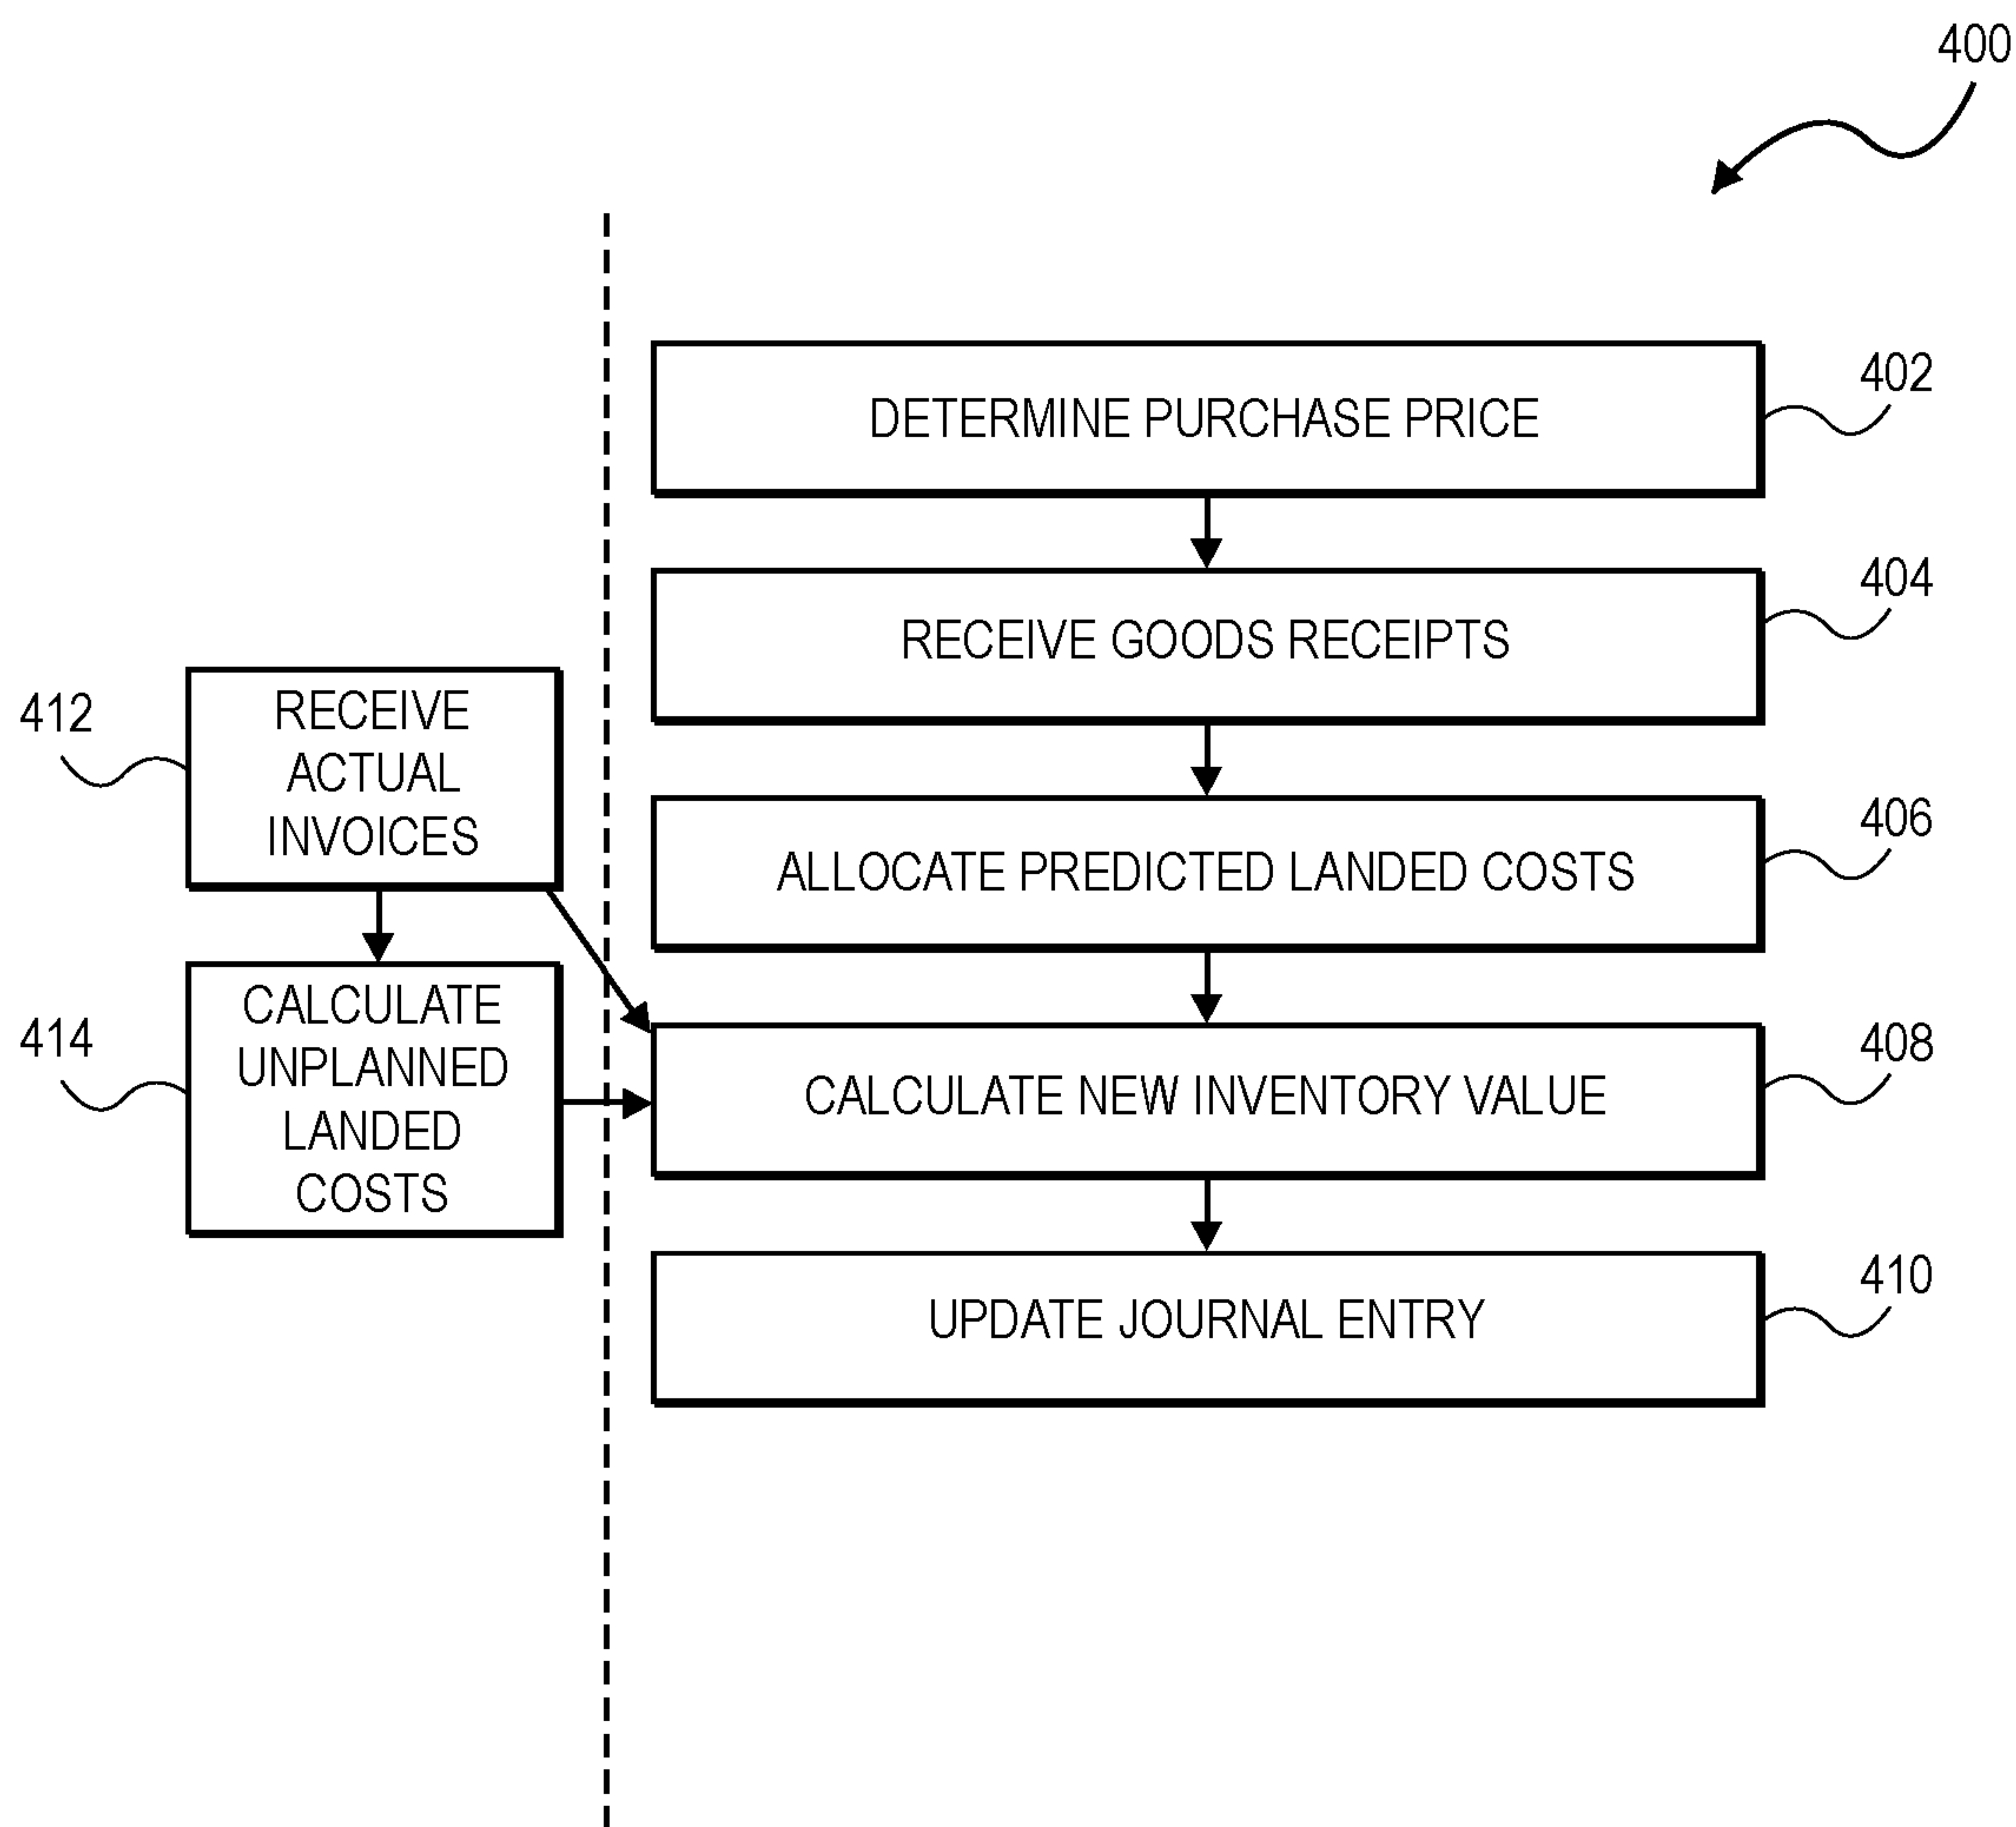 400
DETERMINE PURCHASE PRICE
402
RECEIVE GOODS RECEIPTS
404
412
RECEIVE
ACTUAL
INVOICES
ALLOCATE PREDICTED LANDED COSTS
406
414
CALCULATE
UNPLANNED
LANDED
COSTS
CALCULATE NEW INVENTORY VALUE
408
UPDATE JOURNAL ENTRY
410